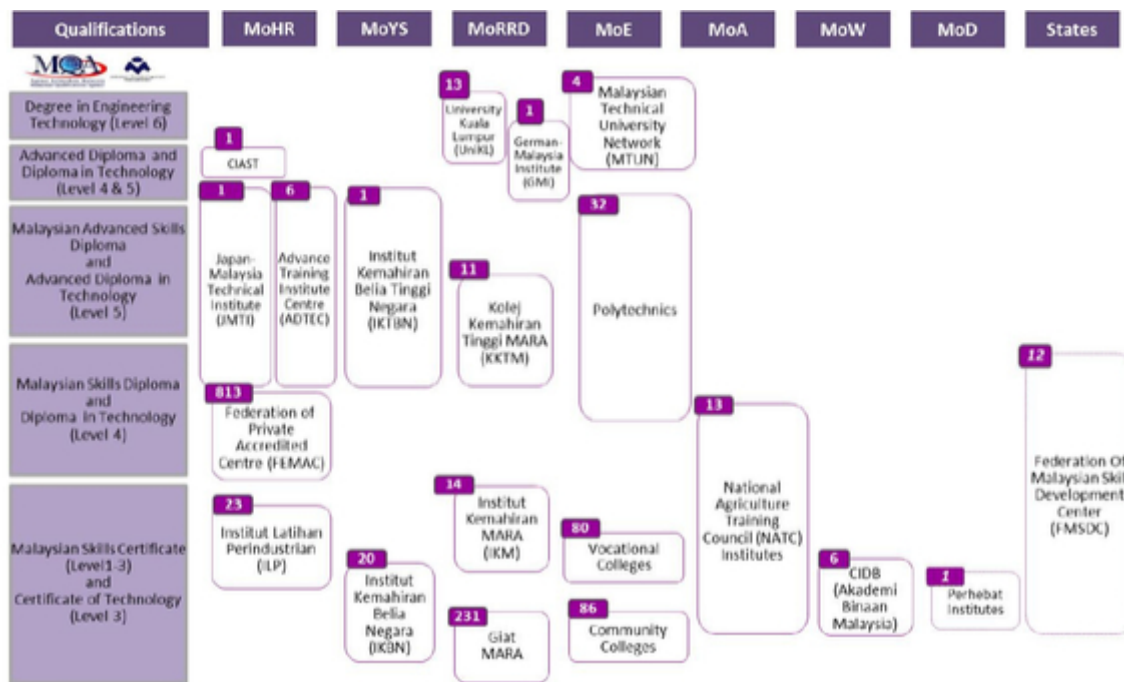 Qualifications
MoHR
MoYS
MoRRD
MoE
MoA
MoW
MoD
States
MQA
Degree in Engineering
Technology (Level 6)
Advanced Diploma and
Diploma in Technology
(Level 4 & 5)
Malaysian Advanced Skills
Diploma
and
Advanced Diploma in
Technology
(Level 5)
Malaysian Skills Diploma
and
Diploma in Technology
(Level 4)
Malaysian Skills Certificate
(Level1-3)
and
Certificate of Technology
(Level 3)
1
CIAST
1
Japan-
Malaysia
Technical
Institute
(JMTI)
6
Advance
Training
Institute
Centre
(ADTEC)
813
Federation of
Private
Accredited
Centre (FEMAC)
23
Institut Latihan
Perindustrian
(ILP)
1
Institut
Kemahiran
Belia Tinggi
Negara
(IKTBN)
20
Institut
Kemahiran
Belia
Negara
(IKBN)
13
University
Kuala
Lumpur
(UniKL)
1
German-
Malaysia
Institute
(GMI)
11
Kolej
Kemahiran
Tinggi MARA
(KKTM)
14
Institut
Kemahiran
MARA
(IKM)
231
Giat
MARA
4
Malaysian
Technical
University
Network
(MTUN)
32
Polytechnics
80
Vocational
Colleges
86
Community
Colleges
13
National
Agriculture
Training
Council (NATC)
Institutes
6
CIDB
(Akademi
Binaan
Malaysia)
1
Perhebat
Institutes
12
Federation Of
Malaysian Skil
Development
Center
(FMSDC)